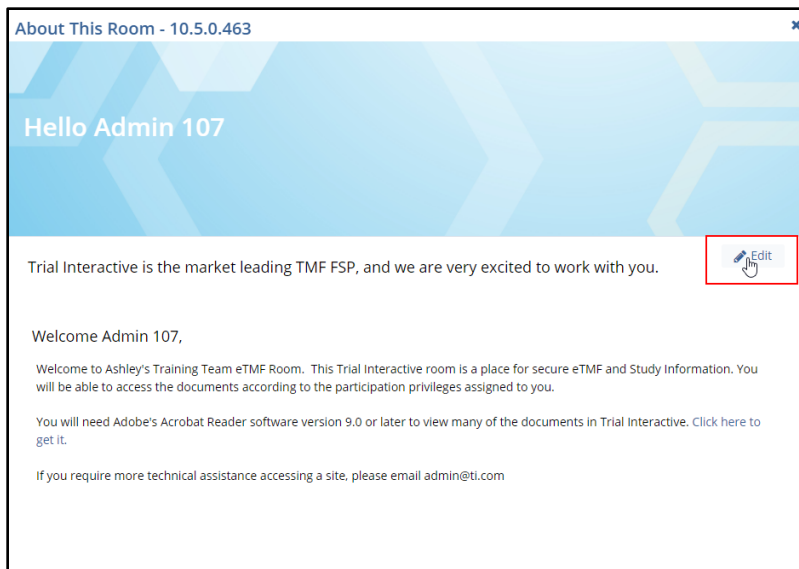 About This Room - 10.5.0.463
Hello Admin 107
Edit
Trial Interactive is the market leading TMF FSP, and we are very excited to work with you.
Welcome Admin 107,
Welcome to Ashley's Training Team eTMF Room.  This Trial Interactive room is a place for secure eTMF and Study Information. You
will be able to access the documents according to the participation privileges assigned to you.
You will need Adobe's Acrobat Reader software version 9.0 or later to view many of the documents in Trial Interactive. Click here to
get it.
If you require more technical assistance accessing a site, please email admin@ti.com